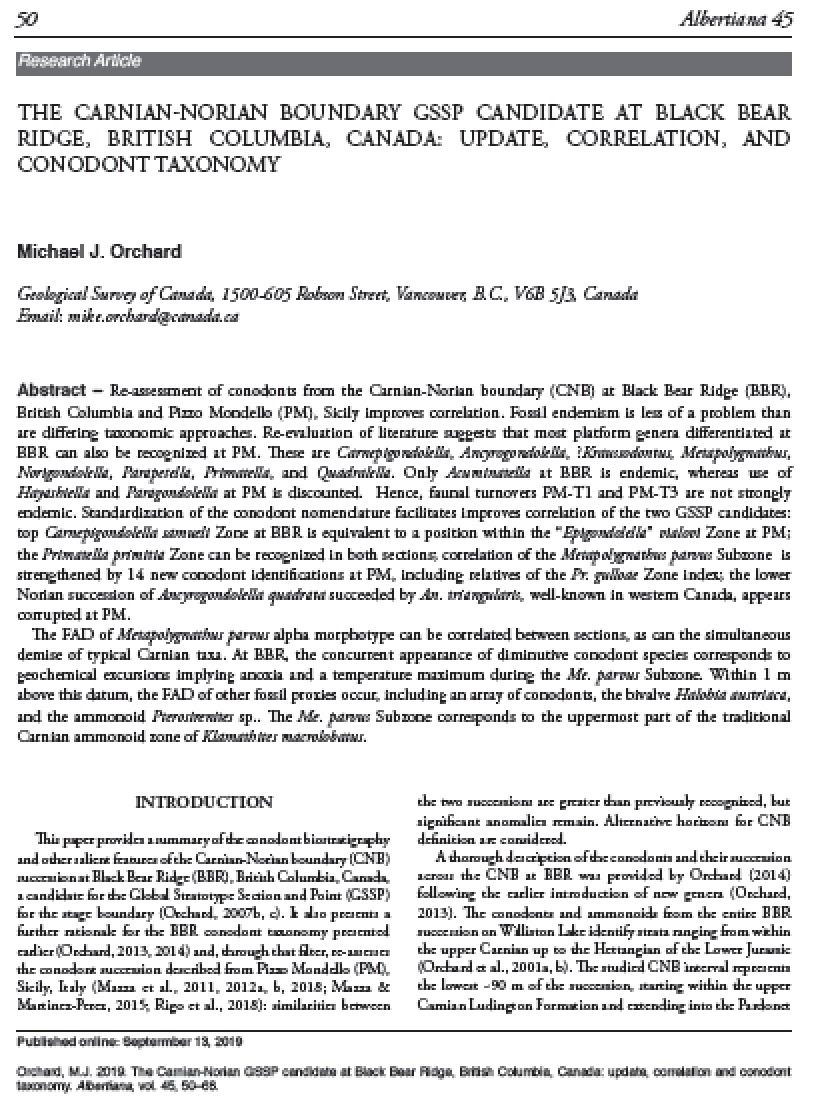 50
Albertiana 45
Research Article
THE CARNIAN-NORIAN BOUNDARY GSSP CANDIDATE AT BLACK BEAR
RIDGE, BRITISH COLUMBIA, CANADA: UPDATE, CORRELATION, AND
CONODONT TAXONOMY
Michael J. Orchard
Geological Survey of Canada, 1500-605 Robson Street, Vancouver, B.C., V6B 5J3, Canada
Email: mike.orchard@canada.ca
Abstract – Re-assessment of conodonts from the Carnian-Norian boundary (CNB) at Black Bear Ridge (BBR),
British Columbia and Pizzo Mondello (PM), Sicily improves correlation. Fossil endemism is less of a problem than
are differing taxonomic approaches. Re-evaluation of literature suggests that most platform genera differentiated at
BBR can also be recognized at PM. These are Carnepigondolella, Ancyrogondolella, ?Kraussodontus, Metapolygnathus,
Norigondolella, Parapetella, Primatella, and Quadralella. Only Acuminatella at BBR is endemic, whereas use of
Hayashiella and Paragondolella at PM is discounted. Hence, faunal turnovers PM-T1 and PM-T3 are not strongly
endemic. Standardization of the conodont nomenclature facilitates improves correlation of the two GSSP candidates:
top Carnepigondolella samueli Zone at BBR is equivalent to a position within the "Epigondolella" vialovi Zone at PM;
the Primatella primitia Zone can be recognized in both sections; correlation of the Metapolygnathus parvus Subzone is
strengthened by 14 new conodont identifications at PM, including relatives of the Pr. gulloae Zone index; the lower
Norian succession of Ancyrogondolella quadrata succeeded by An. triangularis, well-known in western Canada, appears
corrupted at PM.
The FAD of Metapolygnathus parvus alpha morphotype can be correlated between sections, as can the simultaneous
demise of typical Carnian taxa. At BBR, the concurrent appearance of diminutive conodont species corresponds to
geochemical excursions implying anoxia and a temperature maximum during the Me. parvus Subzone. Within 1 m
above this datum, the FAD of other fossil proxies occur, including an array of conodonts, the bivalve Halobia austriaca,
and the ammonoid Pterosirenites sp.. The Me. parvus Subzone corresponds to the uppermost part of the traditional
Carnian ammonoid zone of Klamathites macrolobatus.
INTRODUCTION
This paper provides a summary of the conodont biostratigraphy
and other salient features of the Carnian-Norian boundary (CNB)
succession at Black Bear Ridge (BBR), British Columbia, Canada,
a candidate for the Global Stratotype Section and Point (GSSP)
for the stage boundary (Orchard, 2007b, c). It also presents a
further rationale for the BBR conodont taxonomy presented
earlier (Orchard, 2013, 2014) and, through that filter, re-assesses
the conodont succession described from Pizzo Mondello (PM),
Sicily, Italy (Mazza et al., 2011, 2012a, b, 2018; Mazza &
Martinez-Perez, 2015; Rigo et al., 2018): similarities between
the two successions are greater than previously recognized, but
significant anomalies remain. Alternative horizons for CNB
definition are considered.
A thorough description of the conodonts and their succession
across the CNB at BBR was provided by Orchard (2014)
following the earlier introduction of new genera (Orchard,
2013). The conodonts and ammonoids from the entire BBR
succession on Williston Lake identify strata ranging from within
the upper Carnian up to the Hettangian of the Lower Jurassic
(Orchard et al., 2001a, b). The studied CNB interval represents
the lowest ~90 m of the succession, starting within the upper
Carnian Ludington Formation and extending into the Pardonet
Published online: Septermber 13, 2019
Orchard, M.J. 2019. The Carnian-Norian GSSP candidate at Black Bear Ridge, British Columbia, Canada: update, correlation and conodont
taxonomy. Albertiana, vol. 45, 50–68.